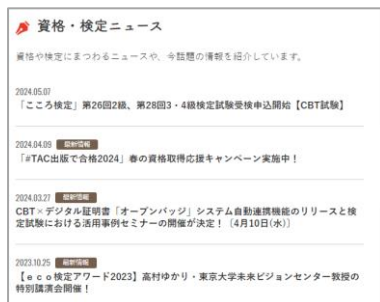 資格・検定ニュース
資格や検定にまつわるニュースや、今話題の情報を紹介しています。
2024.05.07
「こころ検定」第26回2級、第28回3・4級検定試験受検申込開始【CBT試験】
2024.04.09 最新情報
「#TAC出版で合格2024」春の資格取得応援キャンペーン実施中！
2024.03.27 最新情報
CBT×デジタル証明書「オープンバッジ」システム自動連携機能のリリースと検
定試験における活用事例セミナーの開催が決定！〔4月10日(水)〕
2023.10.25 最新情報
【ｅｃｏ検定アワード2023】高村ゆかり・東京大学未来ビジョンセンター教授の
特別講演会開催！